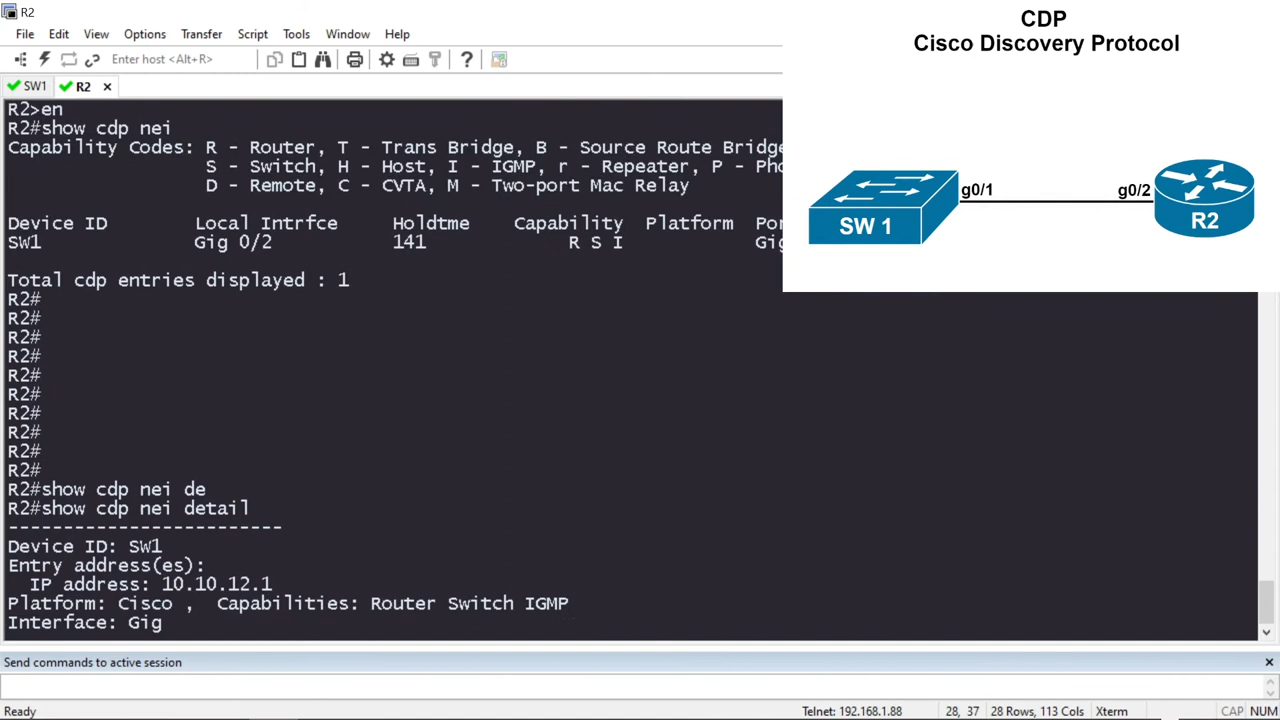 R2
File Edit View Options Transfer Script Tools Window Help
Enter host <Alt+R>
SW1 R2
R2>en
R2#show cdp nei
Capability Codes: R - Router, T - Trans Bridge, B - Source Route Bridge
S - Switch, H - Host, I - IGMP, r - Repeater, P - Pho
D - Remote, C - CVTA, M - Two-port Mac Relay
Device ID Local Intrfce Holdtme Capability Platform Por
SW1 Gig 0/2 141 R S I Gig
Total cdp entries displayed : 1
R2#
R2#
R2#
R2#
R2#
R2#
R2#
R2#
R2#
R2#
R2#show cdp nei de
R2#show cdp nei detail
-------------------------
Device ID: SW1
Entry address(es):
IP address: 10.10.12.1
Platform: Cisco , Capabilities: Router Switch IGMP
Interface: Gig
CDP
Cisco Discovery Protocol
SW 1 g0/1 g0/2 R2
Send commands to active session
Ready Telnet: 192.168.1.88 28, 37 28 Rows, 113 Cols Xterm CAP NUM